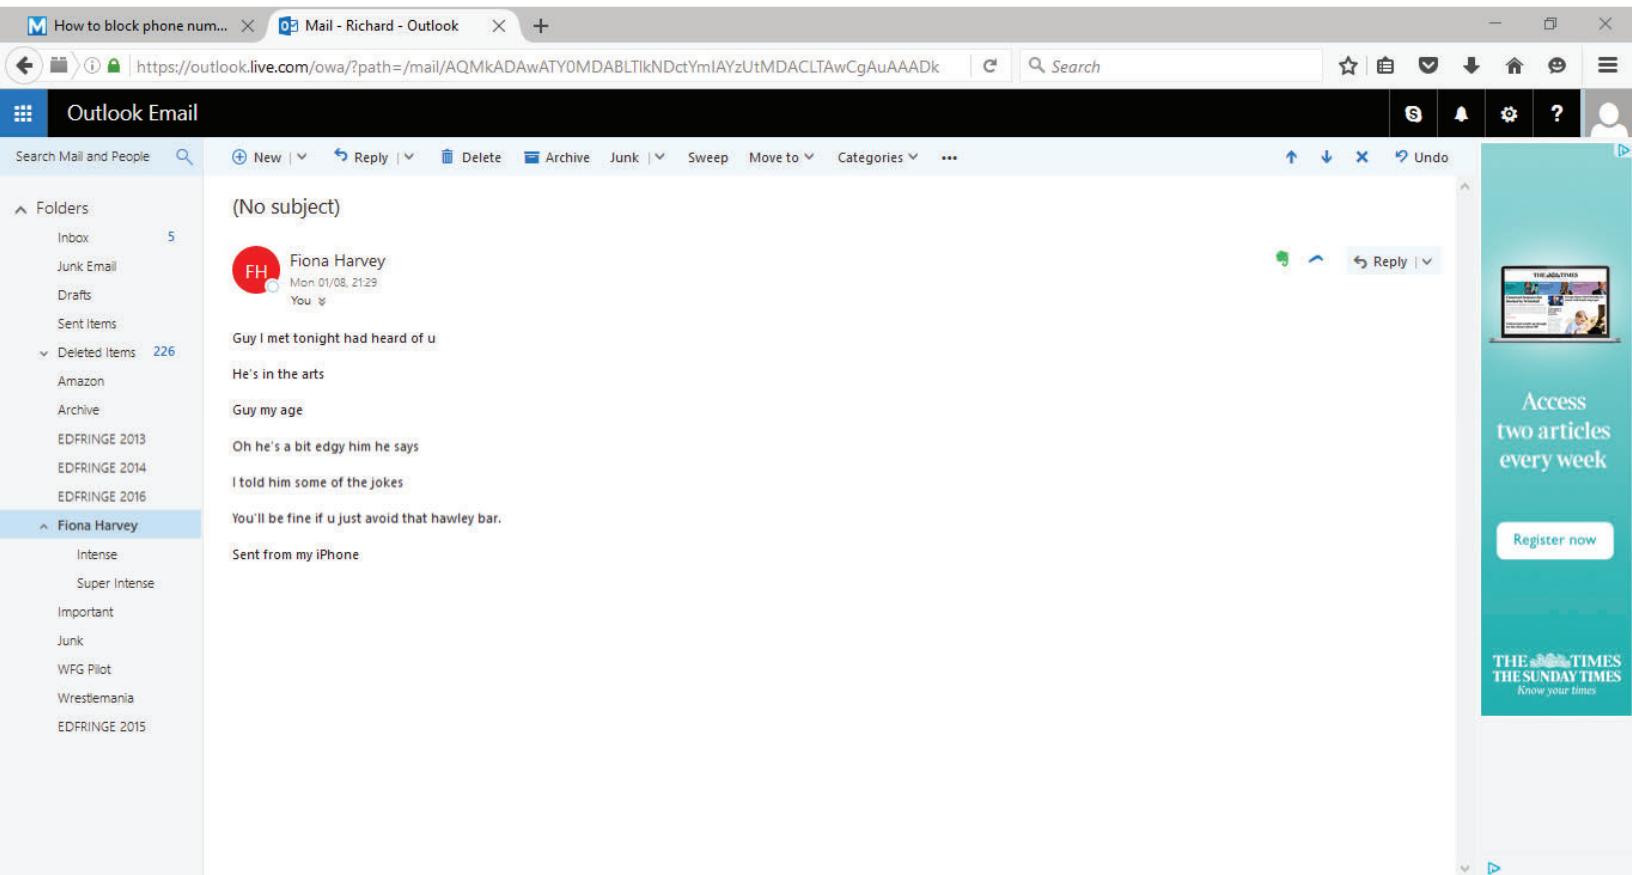 How to block phone num...
Mail - Richard - Outlook
https://outlook.live.com/owa/?path=/mail/AQMkADAwATY0MDABLTIkNDctYmIAYzUtMDACLTAwCgAuAAADk
Search
Outlook Email
Search Mail and People
New
Reply
Delete
Archive
Junk
Sweep
Move to
Categories
Undo
Folders
Inbox 5
Junk Email
Drafts
Sent Items
Deleted Items 226
Amazon
Archive
EDFRINGE 2013
EDFRINGE 2014
EDFRINGE 2016
Fiona Harvey
Intense
Super Intense
Important
Junk
WFG Pilot
Wrestlemania
EDFRINGE 2015
(No subject)
FH
Fiona Harvey
Mon 01/08, 21:29
You
Reply
Guy I met tonight had heard of u
He's in the arts
Guy my age
Oh he's a bit edgy him he says
I told him some of the jokes
You'll be fine if u just avoid that hawley bar.
Sent from my iPhone
THE TIMES
Access
two articles
every week
Register now
THE TIMES
THE SUNDAY TIMES
Know your times